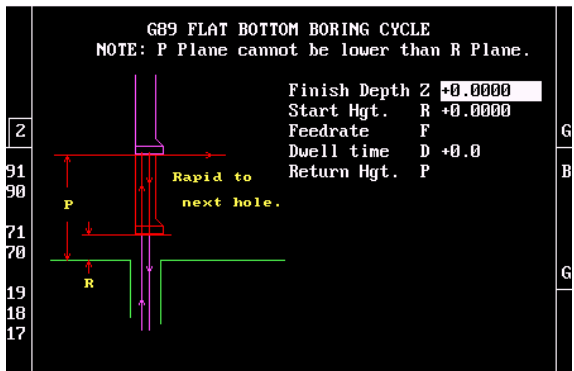 G89 FLAT BOTTOM BORING CYCLE
NOTE: P Plane cannot be lower than R Plane.
Finish Depth Z +0.0000
Start Hgt. R +0.0000
Feedrate F
Dwell time D +0.0
Return Hgt. P
Rapid to
next hole.
P
R
2
91
90
71
70
19
18
17
G
B
G